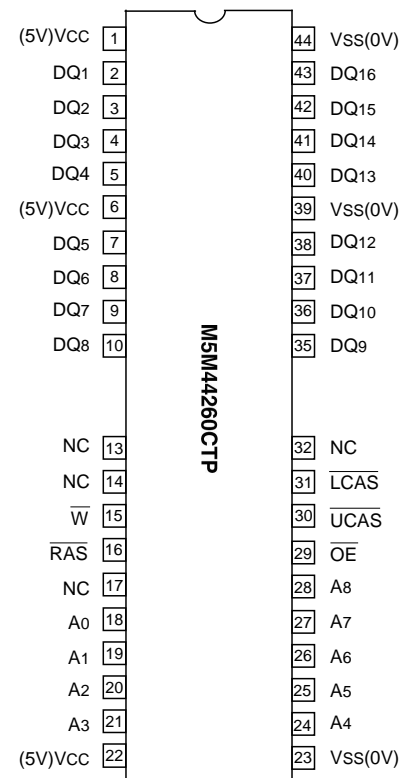 (5V)VCC 1 44 VSS(0V)
DQ1 2 43 DQ16
DQ2 3 42 DQ15
DQ3 4 41 DQ14
DQ4 5 40 DQ13
(5V)VCC 6 39 VSS(0V)
DQ5 7 38 DQ12
DQ6 8 37 DQ11
DQ7 9 36 DQ10
DQ8 10 35 DQ9
M5M44260CTP
NC 13 32 NC
NC 14 31 L̅C̅A̅S̅
W̅ 15 30 U̅C̅A̅S̅
R̅A̅S̅ 16 29 O̅E̅
NC 17 28 A8
A0 18 27 A7
A1 19 26 A6
A2 20 25 A5
A3 21 24 A4
(5V)VCC 22 23 VSS(0V)